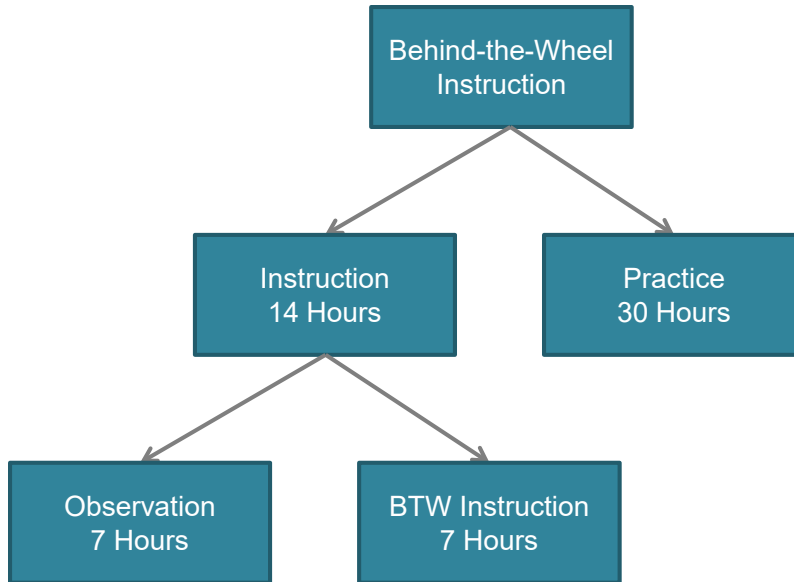 Behind-the-Wheel
Instruction
Instruction
14 Hours
Practice
30 Hours
Observation
7 Hours
BTW Instruction
7 Hours